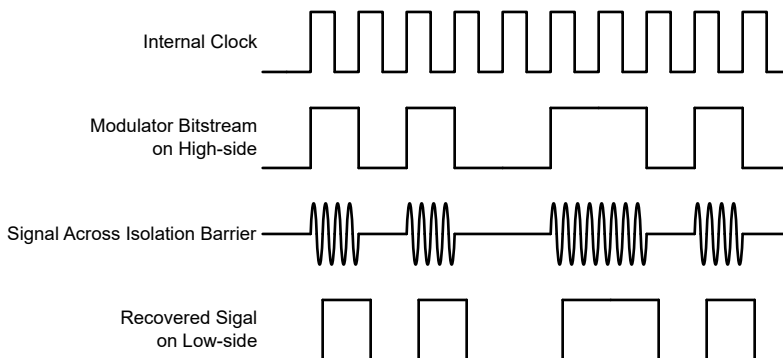 Internal Clock
Modulator Bitstream
on High-side
Signal Across Isolation Barrier
Recovered Sigal
on Low-side